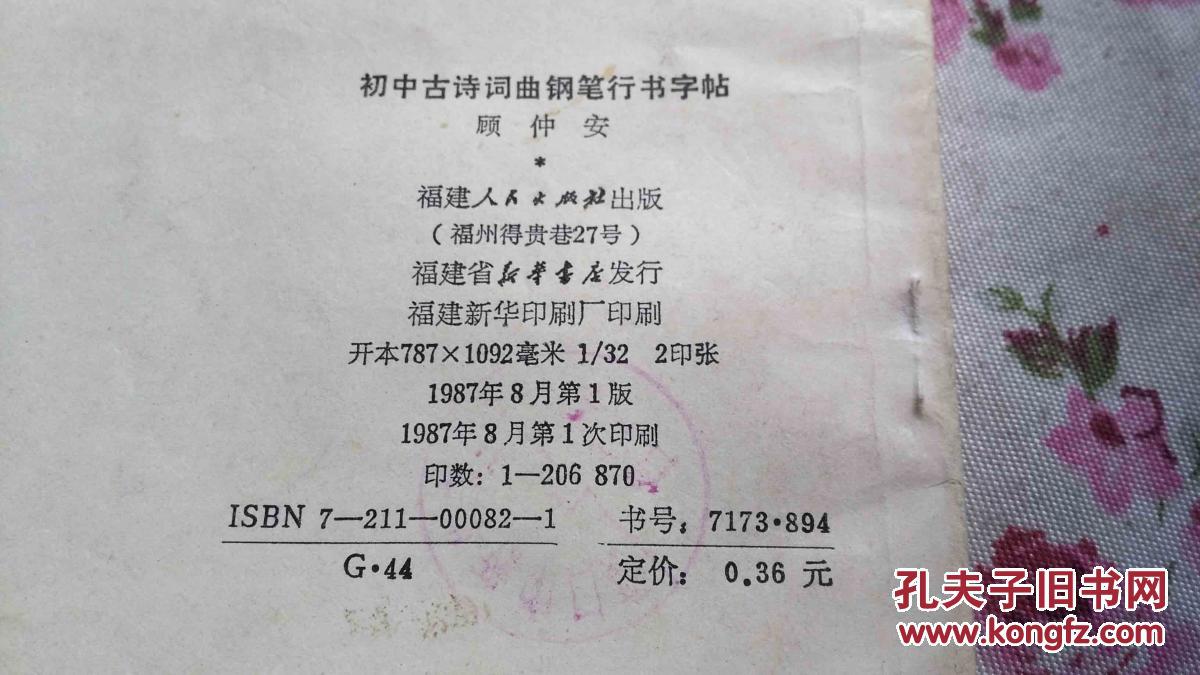 初中古诗词曲钢笔行书字帖
顾仲安
*
福建人民出版社出版
（福州得贵巷27号）
福建省新华书店发行
福建新华印刷厂印刷
开本787×1092毫米 1/32 2印张
1987年8月第1版
1987年8月第1次印刷
印数：1—206 870
ISBN 7—211—00082—1
G·44
书号：7173·894
定价：0.36元
孔夫子旧书网
www.kongfz.com